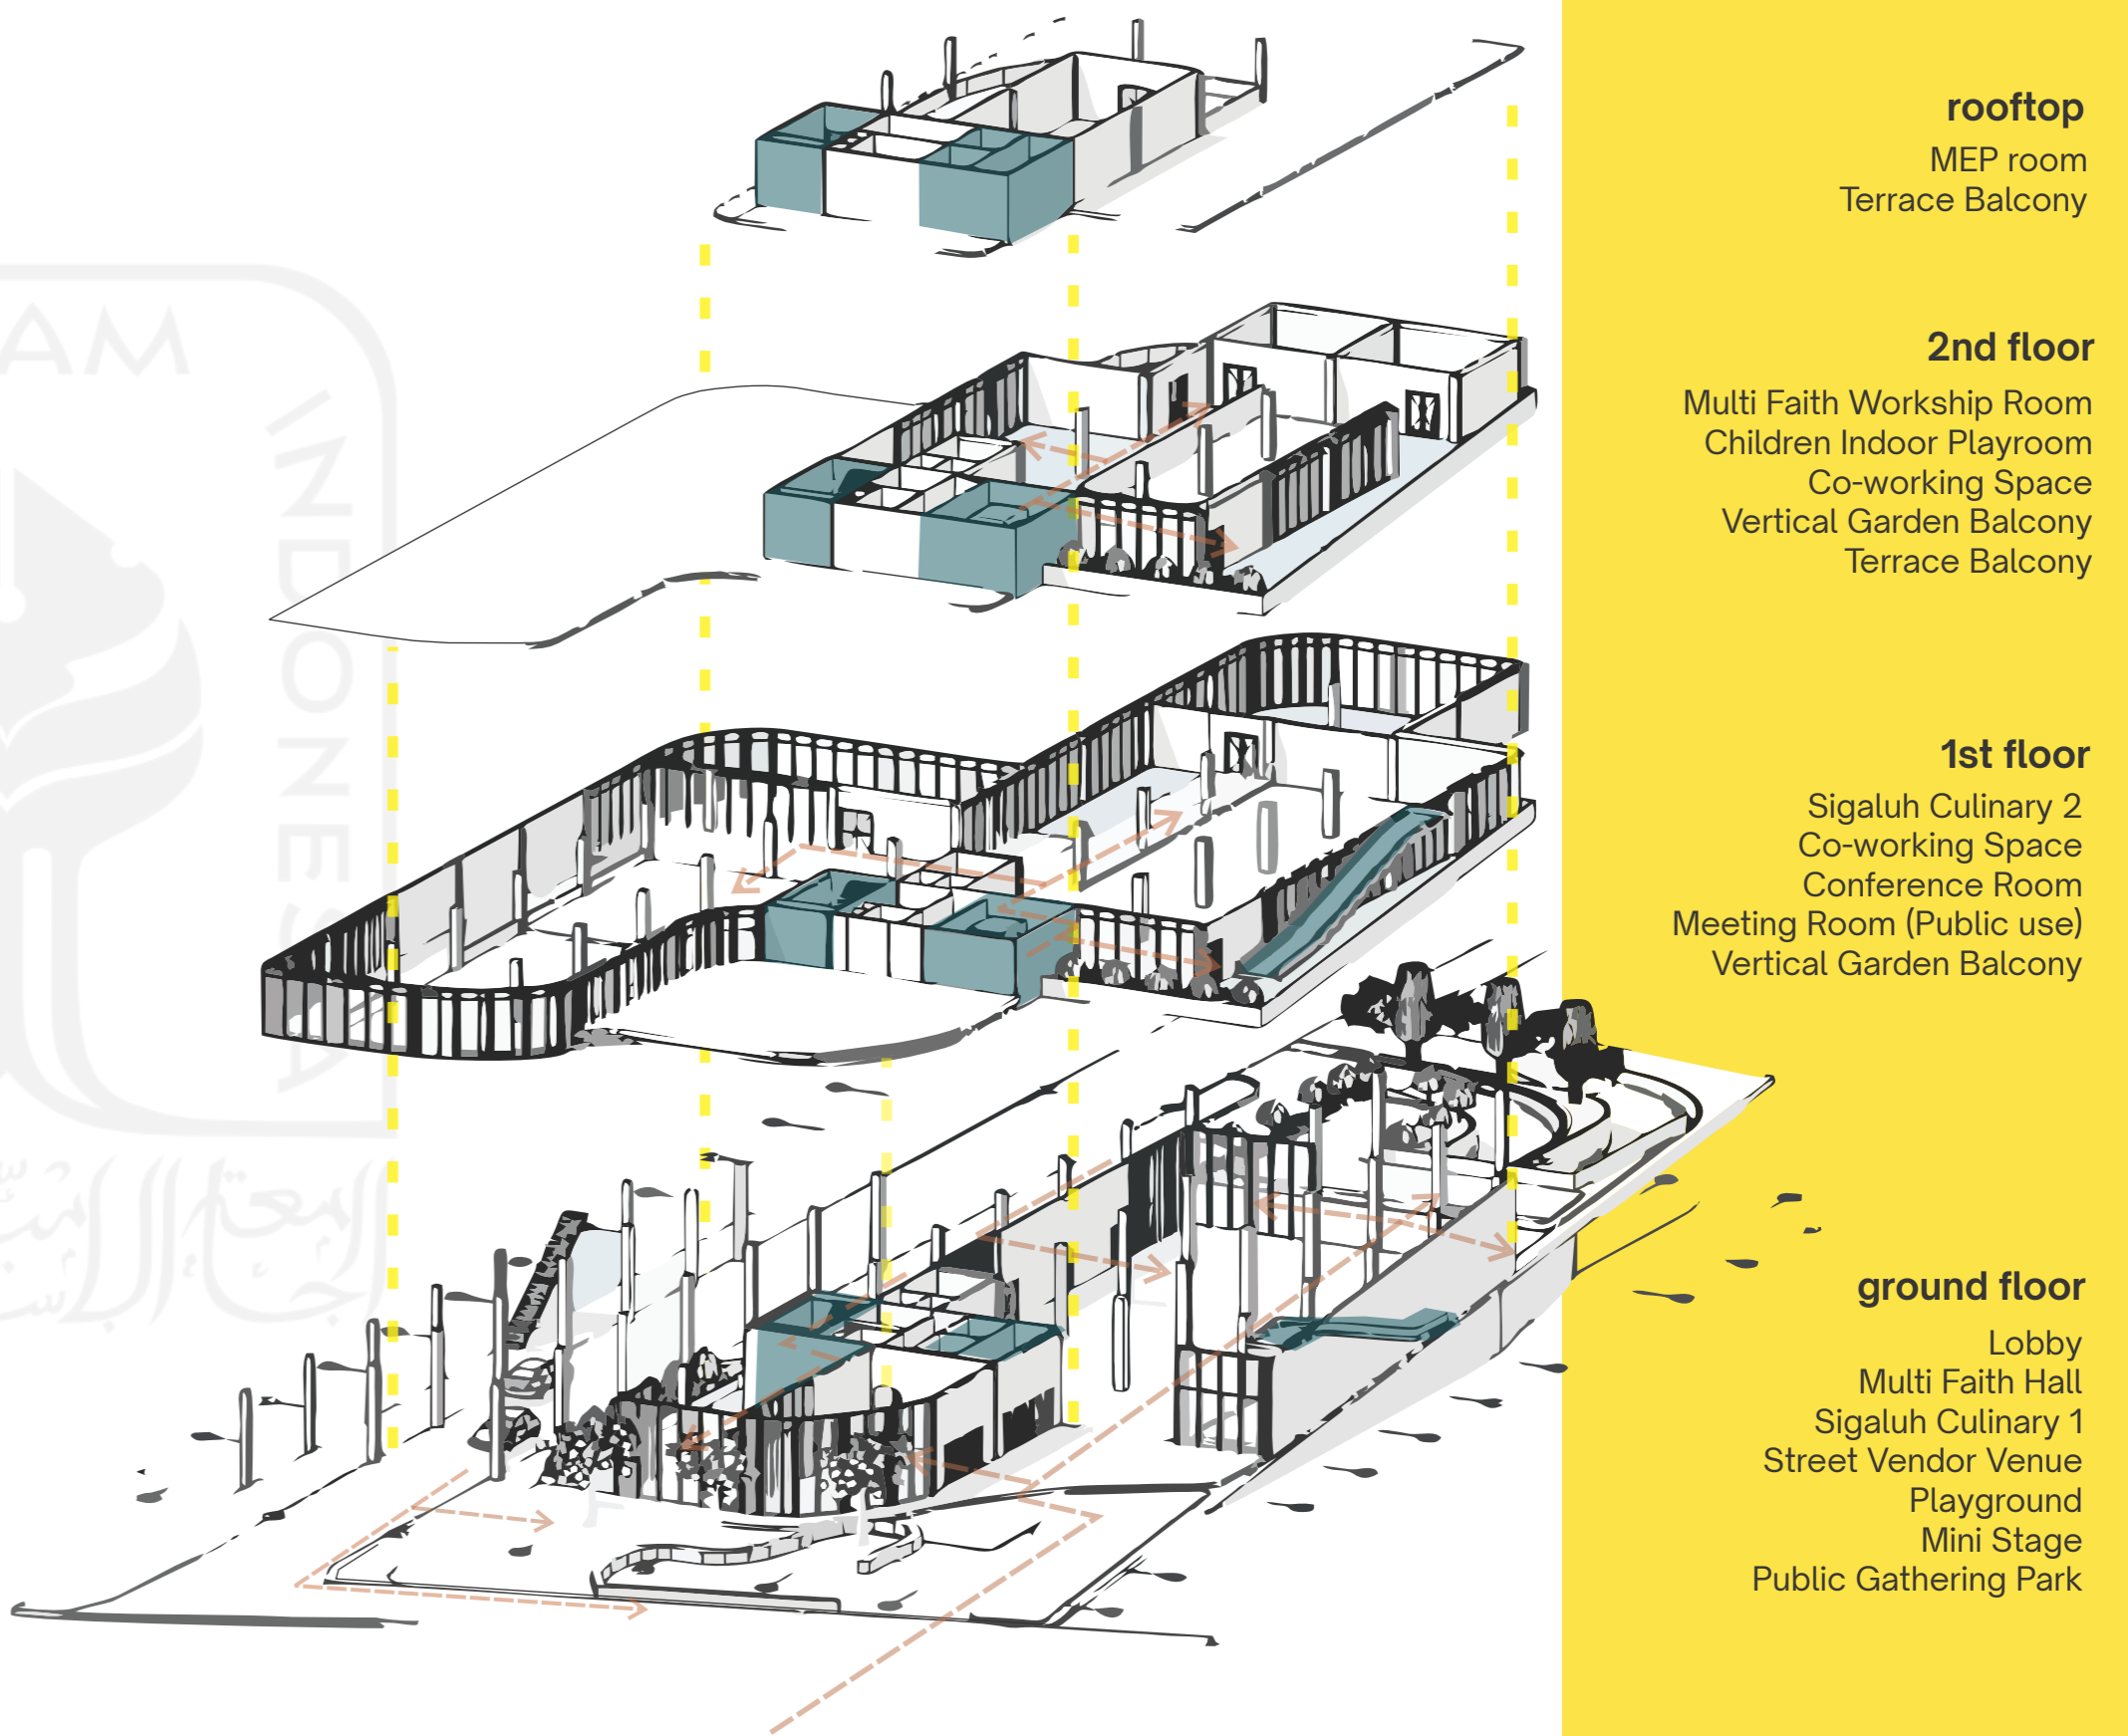 rooftop
MEP room
Terrace Balcony
2nd floor
Multi Faith Workship Room
Children Indoor Playroom
Co-working Space
Vertical Garden Balcony
Terrace Balcony
1st floor
Sigaluh Culinary 2
Co-working Space
Conference Room
Meeting Room (Public use)
Vertical Garden Balcony
ground floor
Lobby
Multi Faith Hall
Sigaluh Culinary 1
Street Vendor Venue
Playground
Mini Stage
Public Gathering Park
AM
INDONESIA